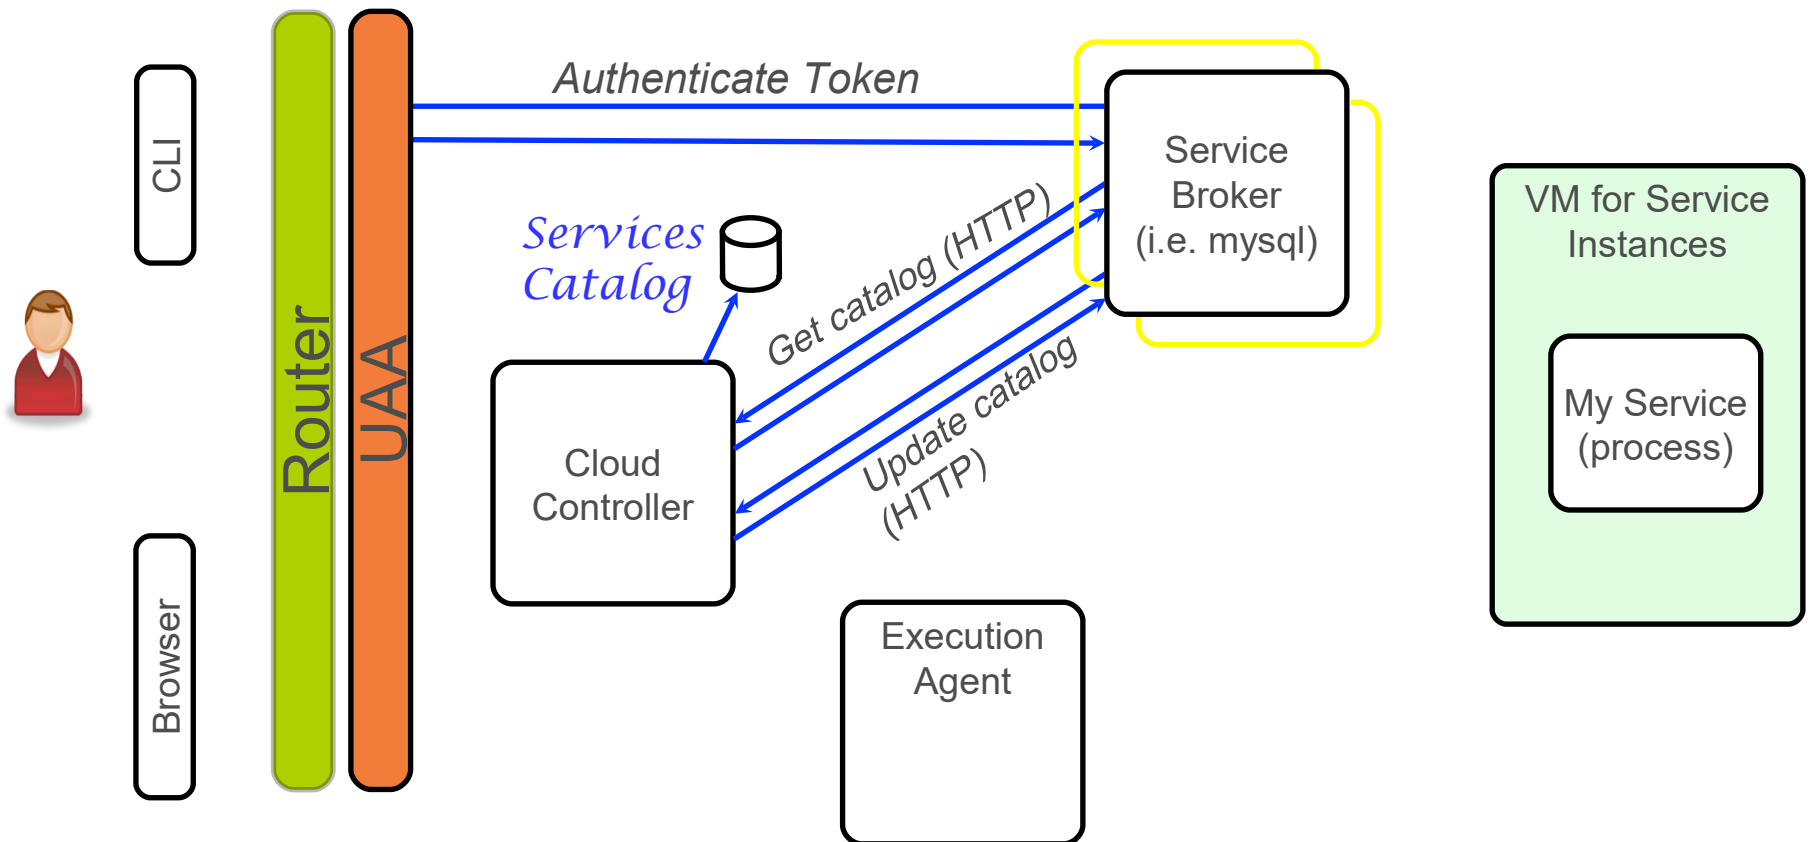 CLI
Browser
Router
UAA
Authenticate Token
Services
Catalog
Get catalog (HTTP)
Update catalog
(HTTP)
Cloud
Controller
Service
Broker
(i.e. mysql)
Execution
Agent
VM for Service
Instances
My Service
(process)